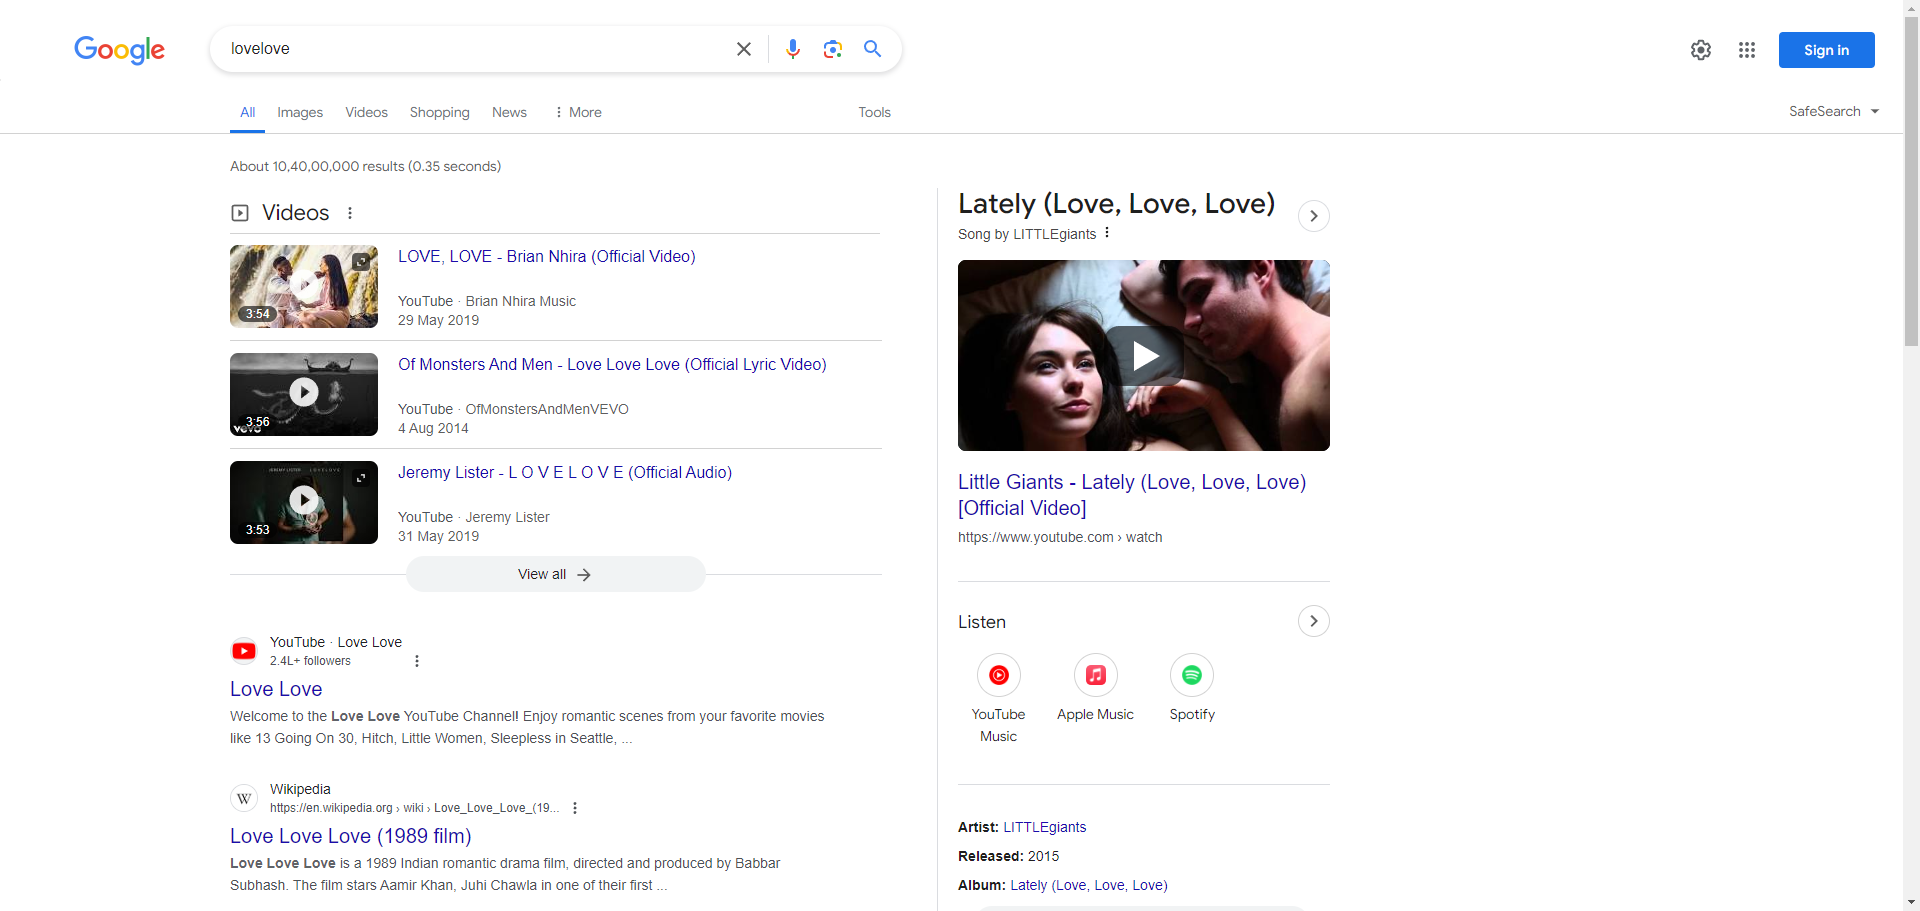 Google
lovelove
Sign in
All Images Videos Shopping News More Tools
SafeSearch
About 10,40,00,000 results (0.35 seconds)
Videos
LOVE, LOVE - Brian Nhira (Official Video)
3:54
YouTube · Brian Nhira Music
29 May 2019
Of Monsters And Men - Love Love Love (Official Lyric Video)
3:56
vevo
YouTube · OfMonstersAndMenVEVO
4 Aug 2014
JEREMY LISTER LOVELOVE
Jeremy Lister - L O V E L O V E (Official Audio)
3:53
YouTube · Jeremy Lister
31 May 2019
View all
YouTube · Love Love
2.4L+ followers
Love Love
Welcome to the Love Love YouTube Channel! Enjoy romantic scenes from your favorite movies
like 13 Going On 30, Hitch, Little Women, Sleepless in Seattle, ...
W
Wikipedia
https://en.wikipedia.org › wiki › Love_Love_Love_(19...
Love Love Love (1989 film)
Love Love Love is a 1989 Indian romantic drama film, directed and produced by Babbar
Subhash. The film stars Aamir Khan, Juhi Chawla in one of their first ...
Lately (Love, Love, Love)
Song by LITTLEgiants
Little Giants - Lately (Love, Love, Love)
[Official Video]
https://www.youtube.com › watch
Listen
YouTube
Music
Apple Music
Spotify
Artist: LITTLEgiants
Released: 2015
Album: Lately (Love, Love, Love)